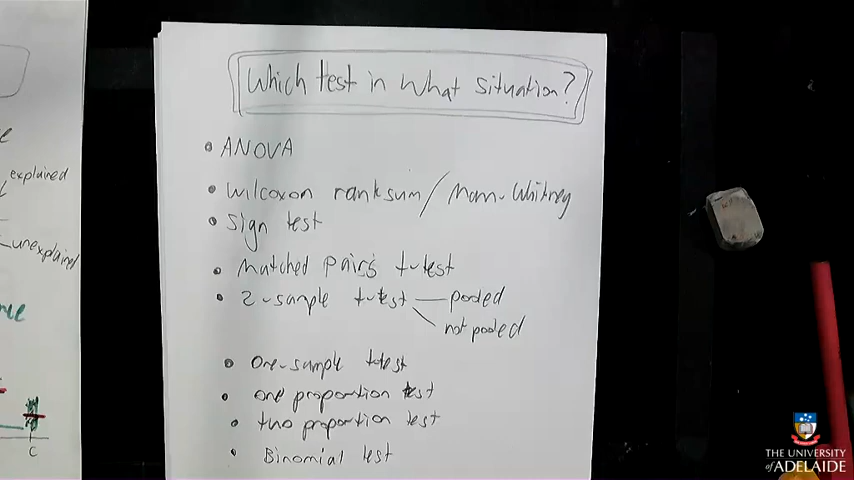 Which test in what situation?
• ANOVA
• Wilcoxon ranksum/Mann-Whitney
• Sign test
• Matched pairs t-test
• 2-sample t-test — pooled
not pooled
• One-sample t-test
• one proportion test
• two proportion test
• Binomial test
explained
unexplained
C
THE UNIVERSITY
of ADELAIDE